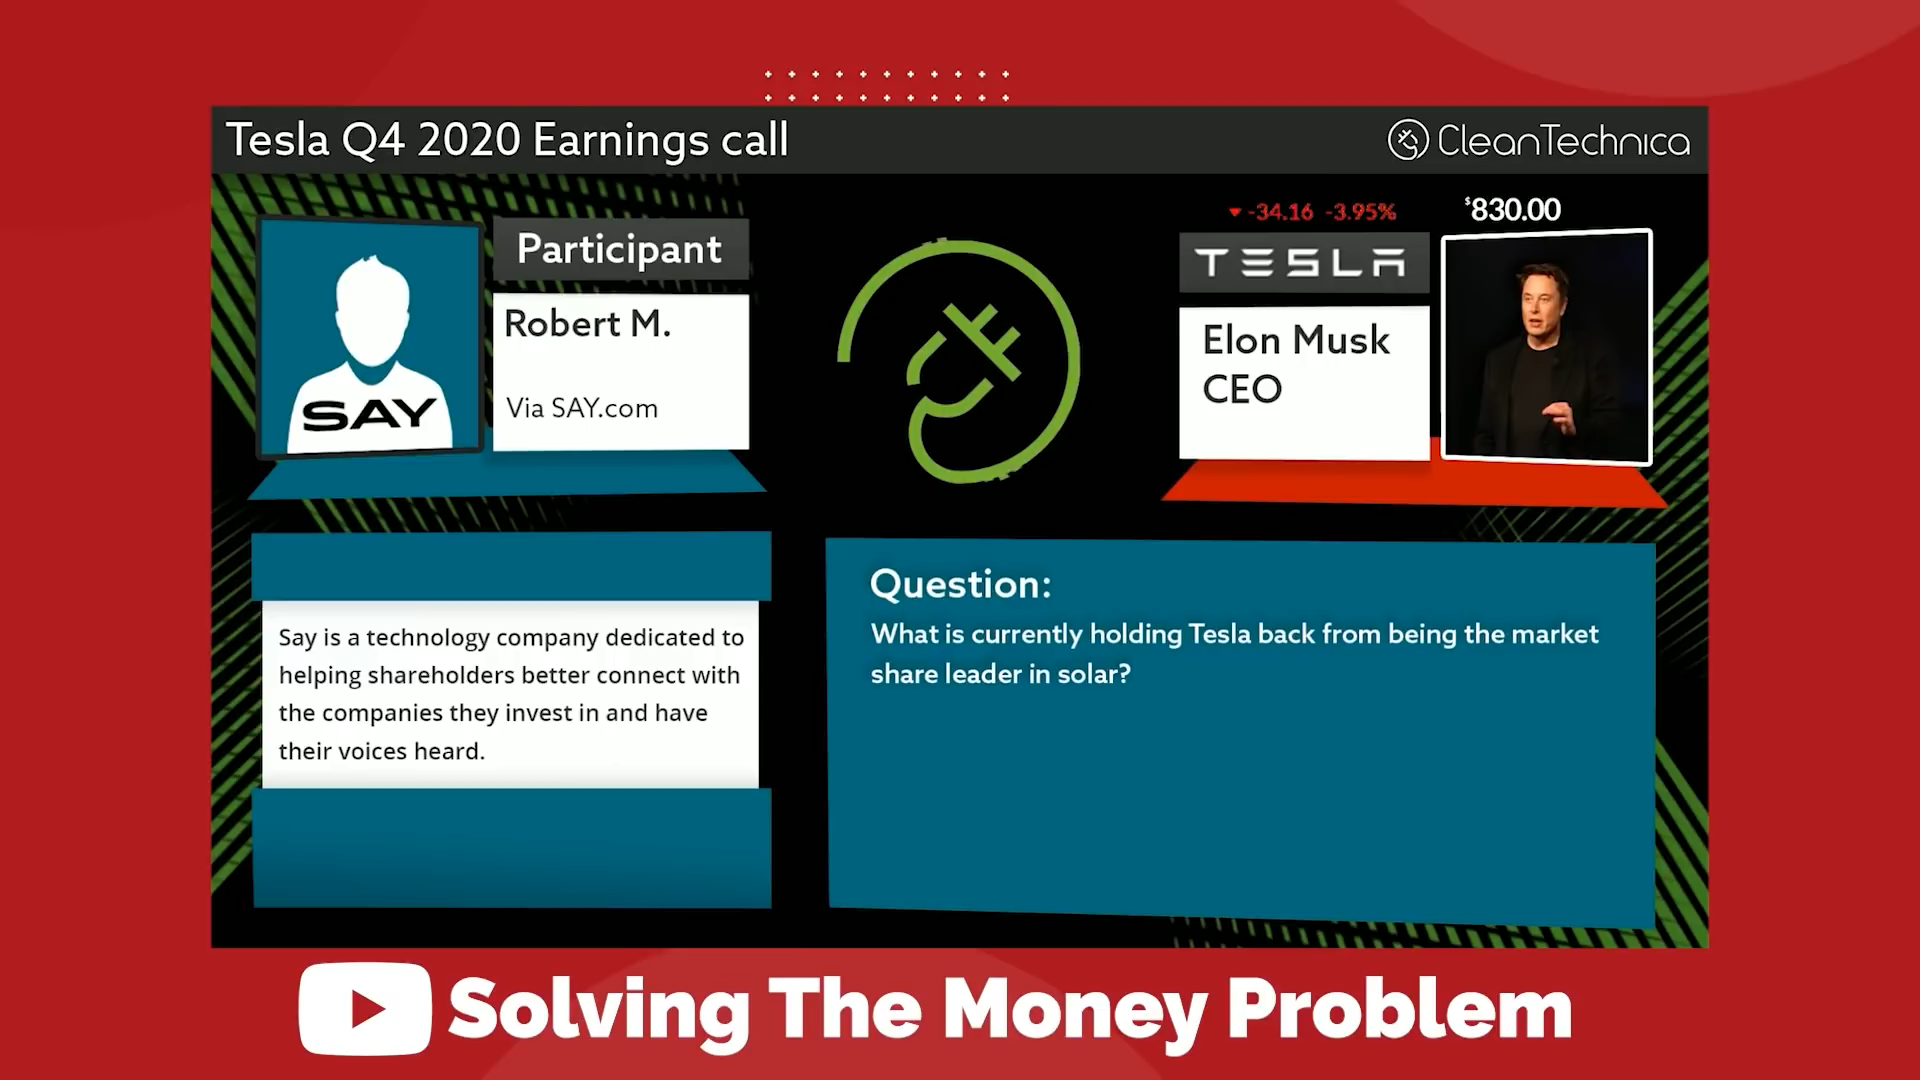 Tesla Q4 2020 Earnings call
CleanTechnica
Participant
Robert M.
Via SAY.com
SAY
▼ -34.16 -3.95%
$830.00
TESLA
Elon Musk
CEO
Say is a technology company dedicated to
helping shareholders better connect with
the companies they invest in and have
their voices heard.
Question:
What is currently holding Tesla back from being the market
share leader in solar?
Solving The Money Problem